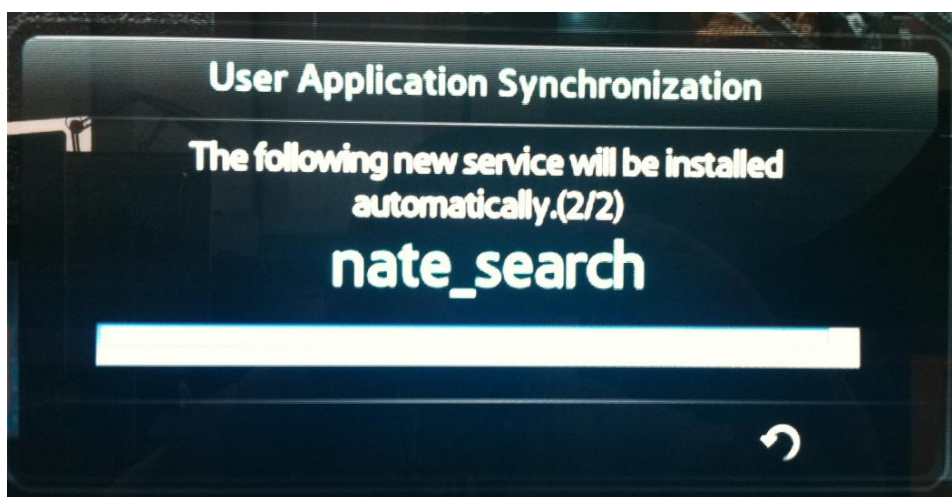 User Application Synchronization
The following new service will be installed
automatically.(2/2)
nate_search